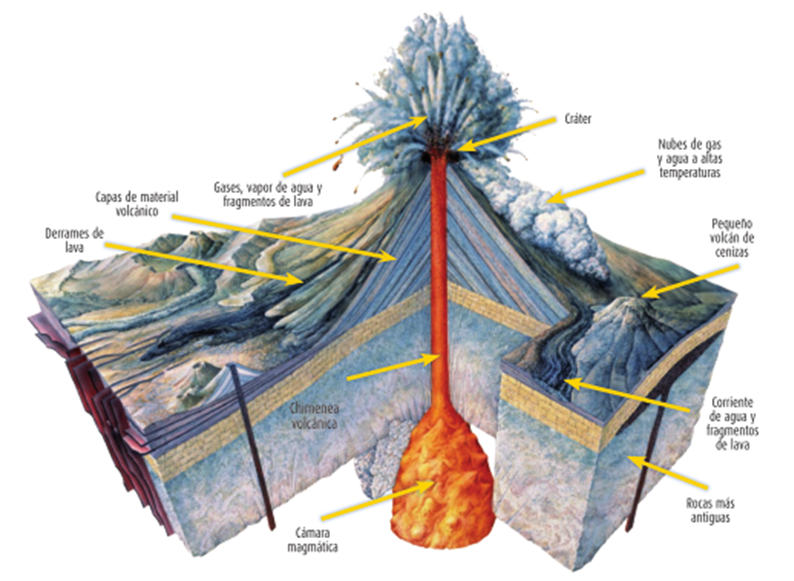 Cráter
Nubes de gas
y agua a altas
temperaturas
Gases, vapor de agua y
fragmentos de lava
Capas de material
volcánico
Derrames de
lava
Pequeño
volcán de
cenizas
Chimenea
volcánica
Corriente
de agua y
fragmentos
de lava
Rocas más
antiguas
Cámara
magmática